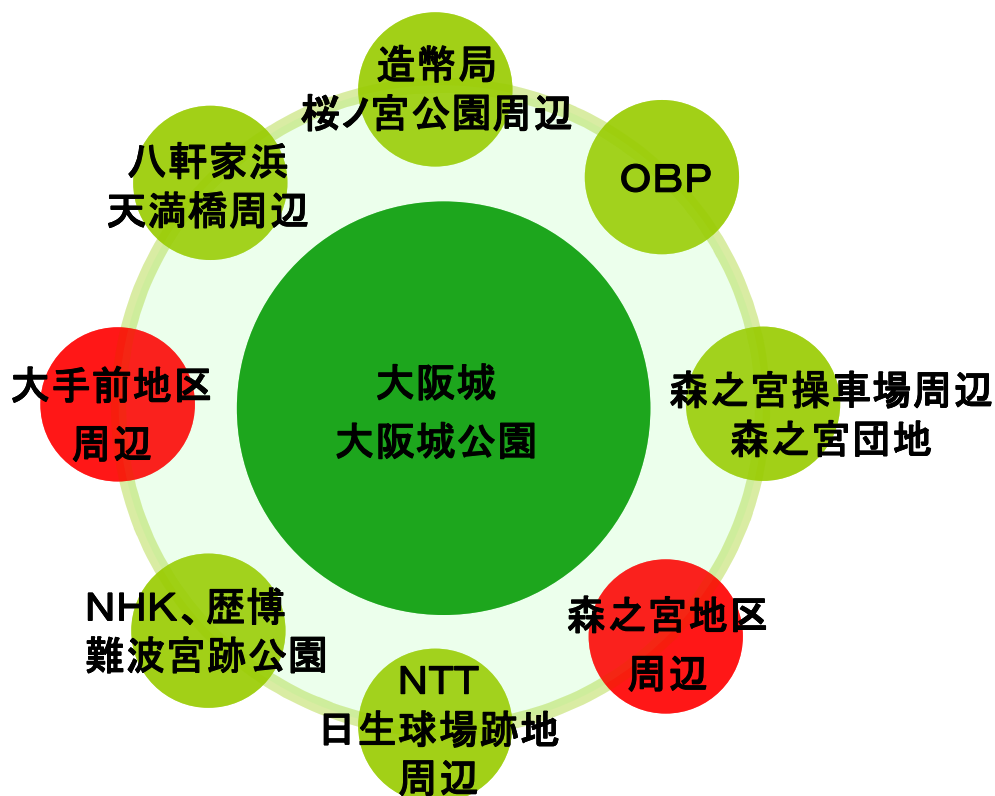 造幣局
桜ノ宮公園周辺
八軒家浜
天満橋周辺
OBP
大手前地区
周辺
大阪城
大阪城公園
森之宮操車場周辺
森之宮団地
NHK、歴博
難波宮跡公園
森之宮地区
周辺
NTT
日生球場跡地
周辺